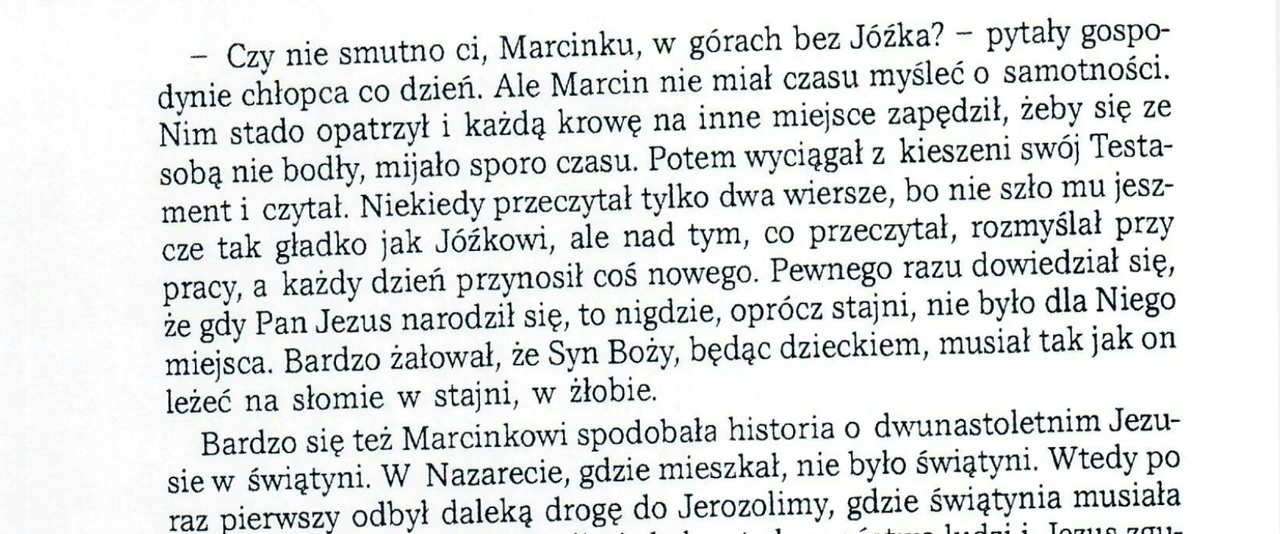 – Czy nie smutno ci, Marcinku, w górach bez Jóźka? – pytały gospo-
dynie chłopca co dzień. Ale Marcin nie miał czasu myśleć o samotności.
Nim stado opatrzył i każdą krowę na inne miejsce zapędził, żeby się ze
sobą nie bodły, mijało sporo czasu. Potem wyciągał z kieszeni swój Testa-
ment i czytał. Niekiedy przeczytał tylko dwa wiersze, bo nie szło mu jesz-
cze tak gładko jak Jóźkowi, ale nad tym, co przeczytał, rozmyślał przy
pracy, a każdy dzień przynosił coś nowego. Pewnego razu dowiedział się,
że gdy Pan Jezus narodził się, to nigdzie, oprócz stajni, nie było dla Niego
miejsca. Bardzo żałował, że Syn Boży, będąc dzieckiem, musiał tak jak on
leżeć na słomie w stajni, w żłobie.
Bardzo się też Marcinkowi spodobała historia o dwunastoletnim Jezu-
sie w świątyni. W Nazarecie, gdzie mieszkał, nie było świątyni. Wtedy po
raz pierwszy odbył daleką drogę do Jerozolimy, gdzie świątynia musiała
ludzi i Jezus zgu-